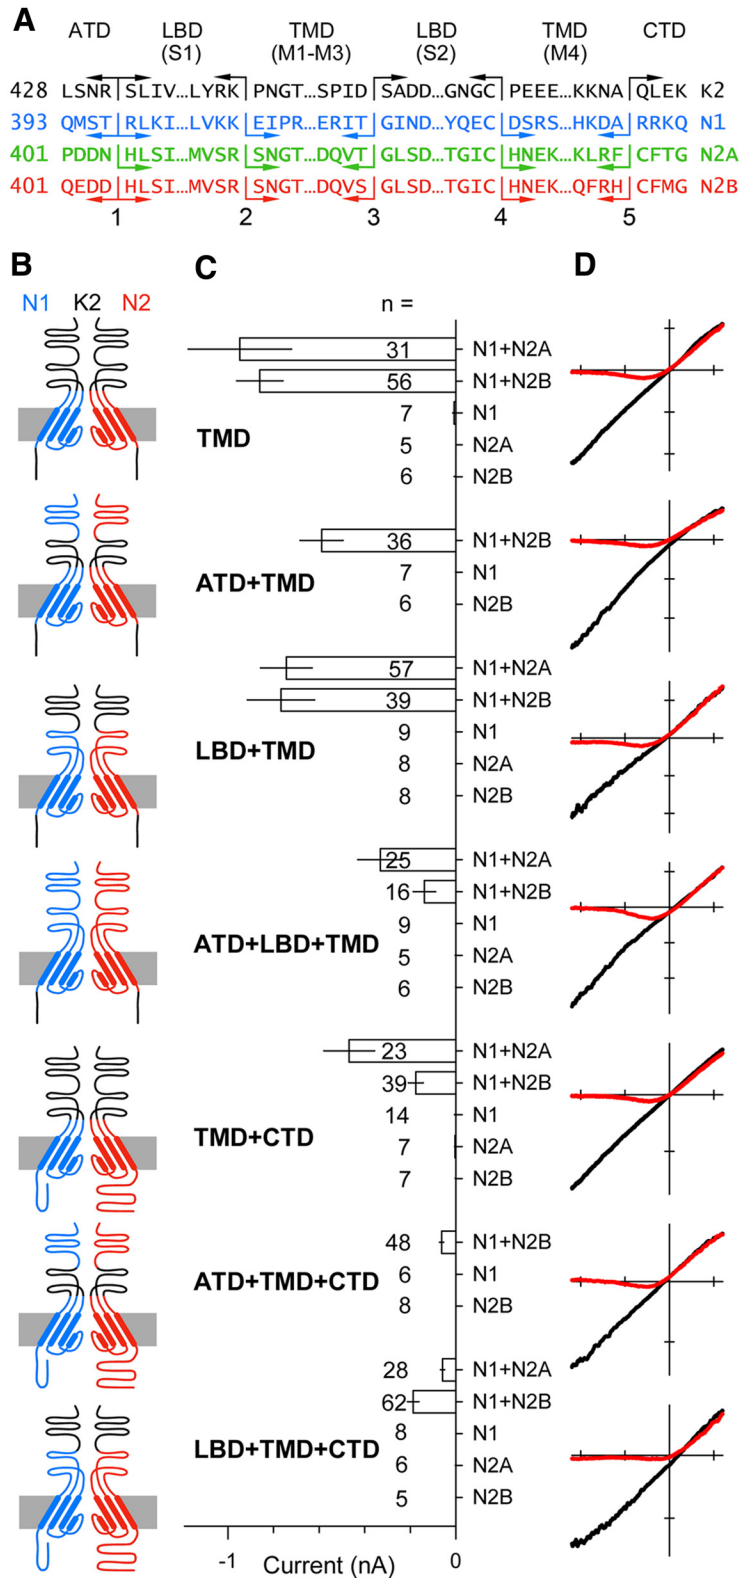 A
ATD LBD TMD LBD TMD CTD
(S1) (M1-M3) (S2) (M4)
428 LSNR SLIV...LYRK PNGT...SPID SADD...GNGC PEEE...KKNA QLEK K2
393 QMST RLKI...LVKK EIPR...ERIT GIND...YQEC DSRS...HKDA RRKQ N1
401 PDDN HLSI...MVSR SNGT...DQVT GLSD...TGIC HNEK...KLRF CFTG N2A
401 QEDD HLSI...MVSR SNGT...DQVS GLSD...TGIC HNEK...QFRH CFMG N2B
1 2 3 4 5
B C D
N1 K2 N2
n =
31 N1+N2A
56 N1+N2B
7 N1
TMD
5 N2A
6 N2B
36 N1+N2B
ATD+TMD
7 N1
6 N2B
57 N1+N2A
39 N1+N2B
9 N1
LBD+TMD
8 N2A
8 N2B
25 N1+N2A
16 N1+N2B
9 N1
ATD+LBD+TMD
5 N2A
6 N2B
23 N1+N2A
39 N1+N2B
14 N1
TMD+CTD
7 N2A
7 N2B
48 N1+N2B
ATD+TMD+CTD
6 N1
8 N2B
28 N1+N2A
62 N1+N2B
8 N1
LBD+TMD+CTD
6 N2A
5 N2B
-1 Current (nA) 0